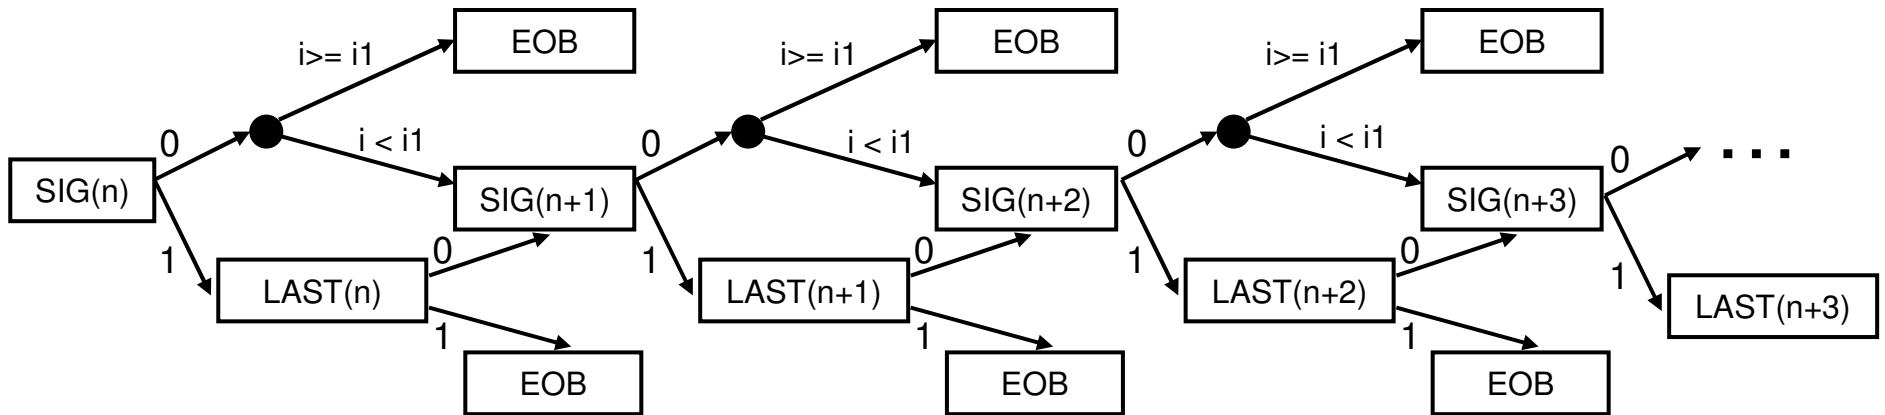 EOB
EOB
EOB
i>= i1
i>= i1
i>= i1
0
i < i1
0
i < i1
0
i < i1
0
...
SIG(n)
SIG(n+1)
SIG(n+2)
SIG(n+3)
1
0
1
0
1
0
1
LAST(n)
LAST(n+1)
LAST(n+2)
LAST(n+3)
1
1
1
EOB
EOB
EOB